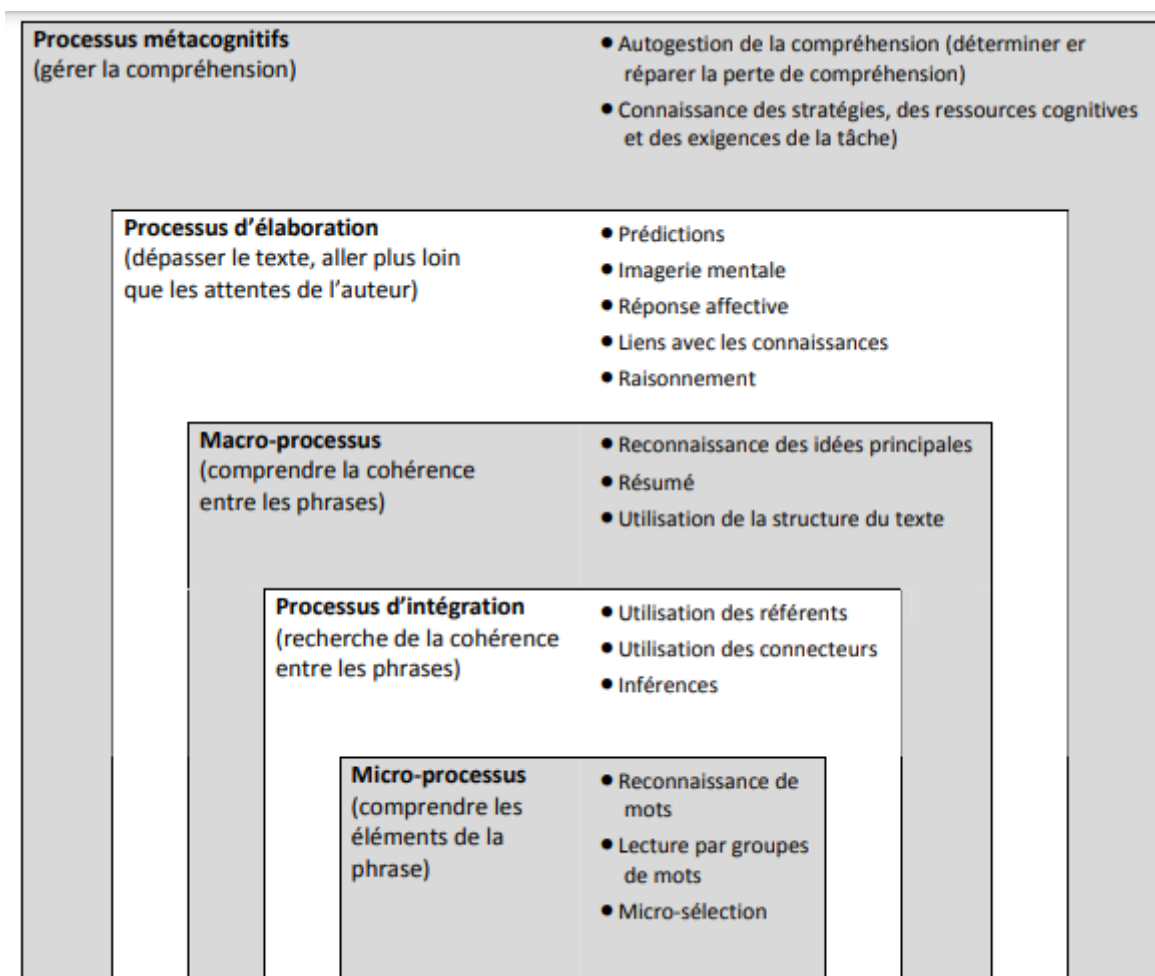 Processus métacognitifs
(gérer la compréhension)
● Autogestion de la compréhension (déterminer er
réparer la perte de compréhension)
● Connaissance des stratégies, des ressources cognitives
et des exigences de la tâche)
Processus d’élaboration
(dépasser le texte, aller plus loin
que les attentes de l’auteur)
● Prédictions
● Imagerie mentale
● Réponse affective
● Liens avec les connaissances
● Raisonnement
Macro-processus
(comprendre la cohérence
entre les phrases)
● Reconnaissance des idées principales
● Résumé
● Utilisation de la structure du texte
Processus d’intégration
(recherche de la cohérence
entre les phrases)
● Utilisation des référents
● Utilisation des connecteurs
● Inférences
Micro-processus
(comprendre les
éléments de la
phrase)
● Reconnaissance de
mots
● Lecture par groupes
de mots
● Micro-sélection